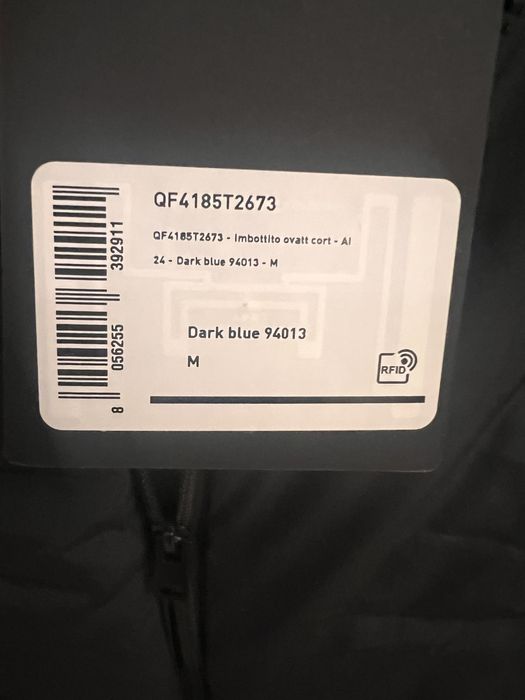 QF4185T2673
QF4185T2673 - Imbottito ovatt cort - AI
24 - Dark blue 94013 - M
Dark blue 94013
M
RFID
8 056255 392911